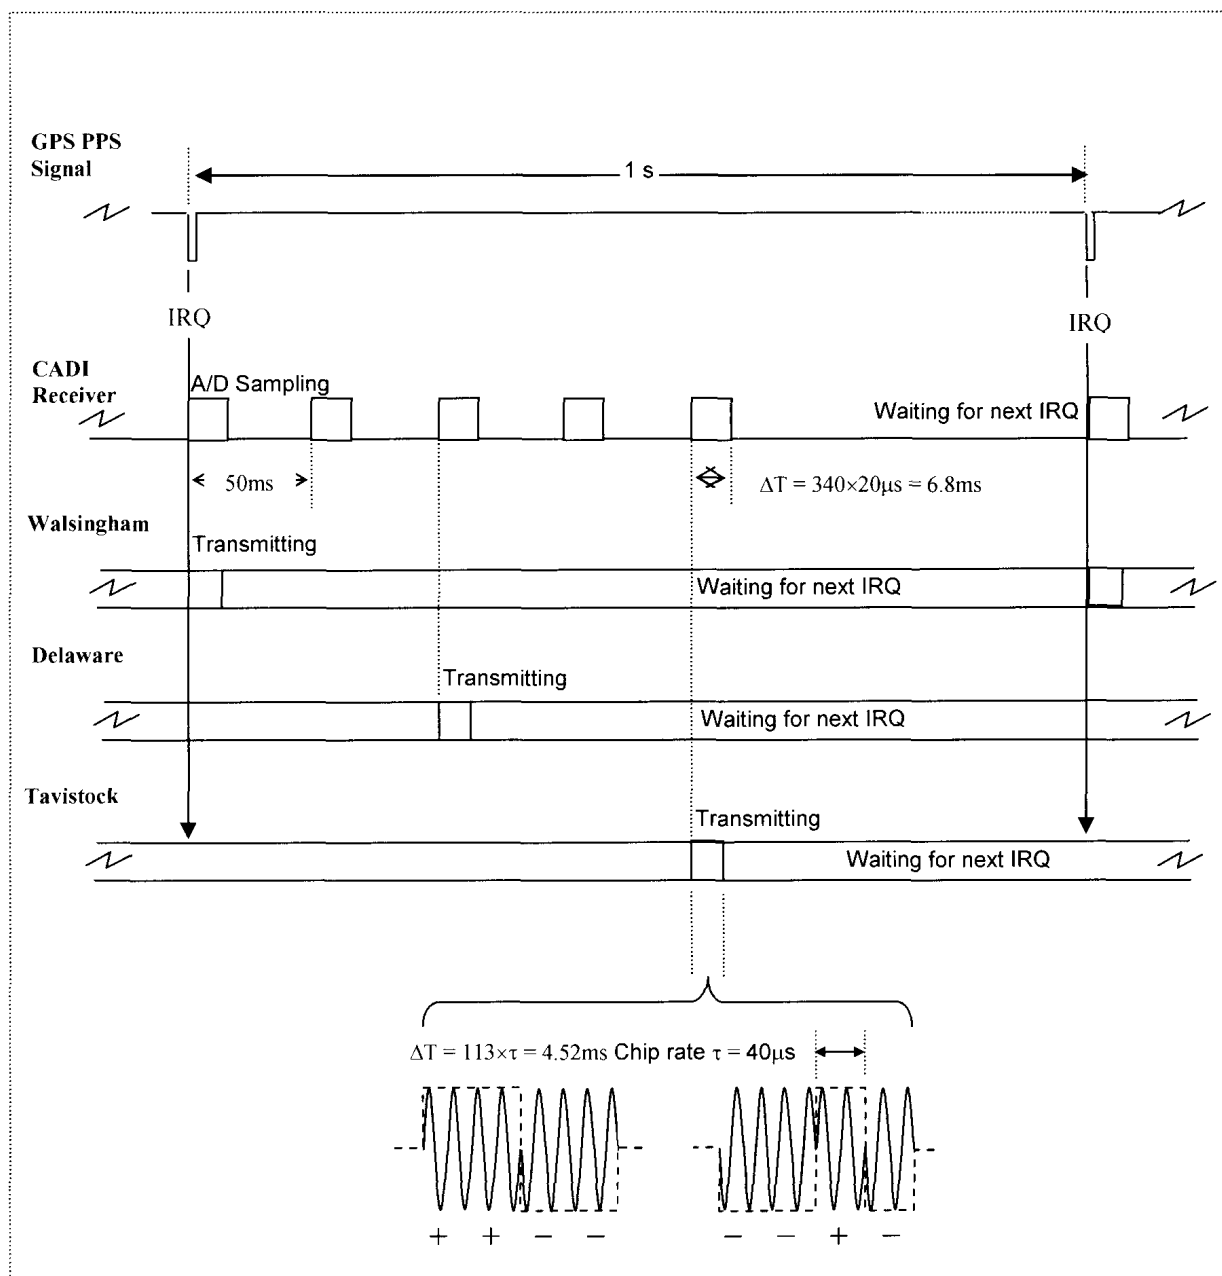 GPS PPS
Signal
1 s
IRQ
IRQ
CADI
Receiver
A/D Sampling
Waiting for next IRQ
50ms
ΔT = 340×20μs = 6.8ms
Walsingham
Transmitting
Waiting for next IRQ
Delaware
Transmitting
Waiting for next IRQ
Tavistock
Transmitting
Waiting for next IRQ
ΔT = 113×τ = 4.52ms Chip rate τ = 40μs
+ + − − − − + −